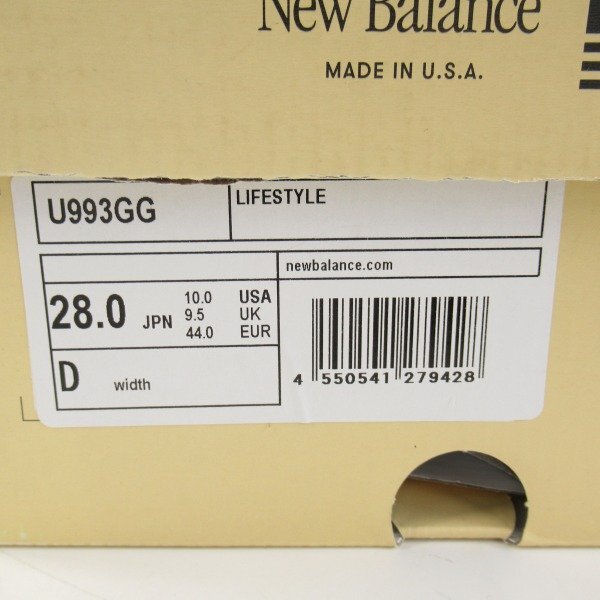 New Balance
MADE IN U.S.A.
U993GG
LIFESTYLE
newbalance.com
28.0 JPN
10.0 USA
9.5 UK
44.0 EUR
D width
4 550541 279428